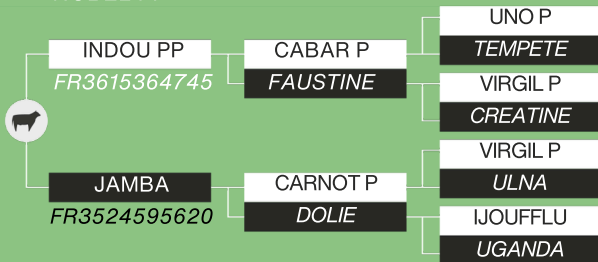 INDOU PP
FR3615364745
CABAR P
FAUSTINE
UNO P
TEMPETE
VIRGIL P
CREATINE
JAMBA
FR3524595620
CARNOT P
DOLIE
VIRGIL P
ULNA
IJOUFFLU
UGANDA